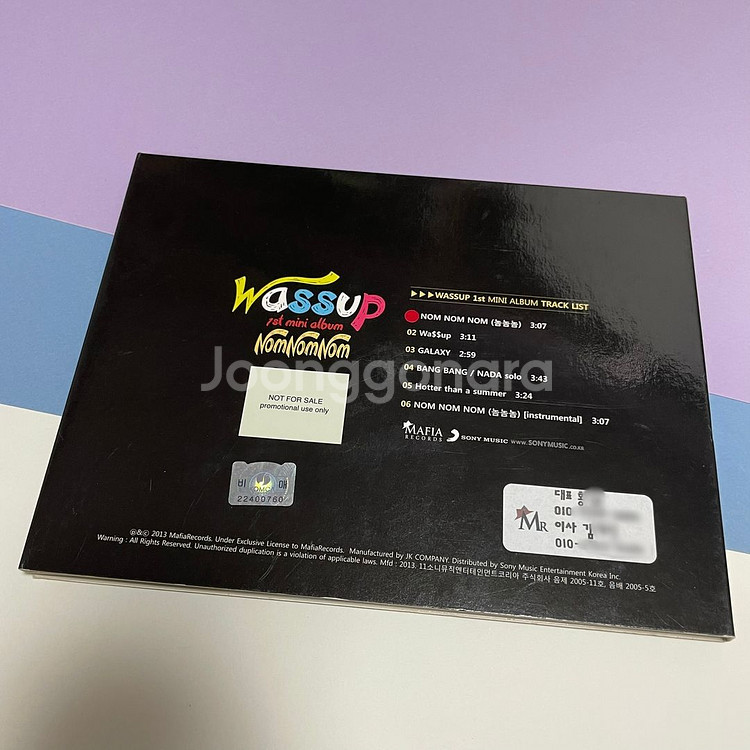 Wassup
1st mini album
NomNomNom
NOT FOR SALE
promotional use only
비 매
OMC
22400760
▶▶▶WASSUP 1st MINI ALBUM TRACK LIST
NOM NOM NOM (놈놈놈) 3:07
02 Wa$$up 3:11
03 GALAXY 2:59
04 BANG BANG / NADA solo 3:43
05 Hotter than a summer 3:24
06 NOM NOM NOM (놈놈놈) [instrumental] 3:07
MAFIA RECORDS SONY MUSIC WWW.SONYMUSIC.CO.KR
Joonggonara
대표 홍
010
MR 이사 김
010-
℗&© 2013 MafiaRecords. Under Exclusive License to MafiaRecords. Manufactured by JK COMPANY. Distributed by Sony Music Entertainment Korea Inc.
Warning : All Rights Reserved. Unauthorized duplication is a violation of applicable laws. Mfd : 2013. 11소니뮤직엔터테인먼트코리아 주식회사 음제 2005-11호, 음배 2005-5호